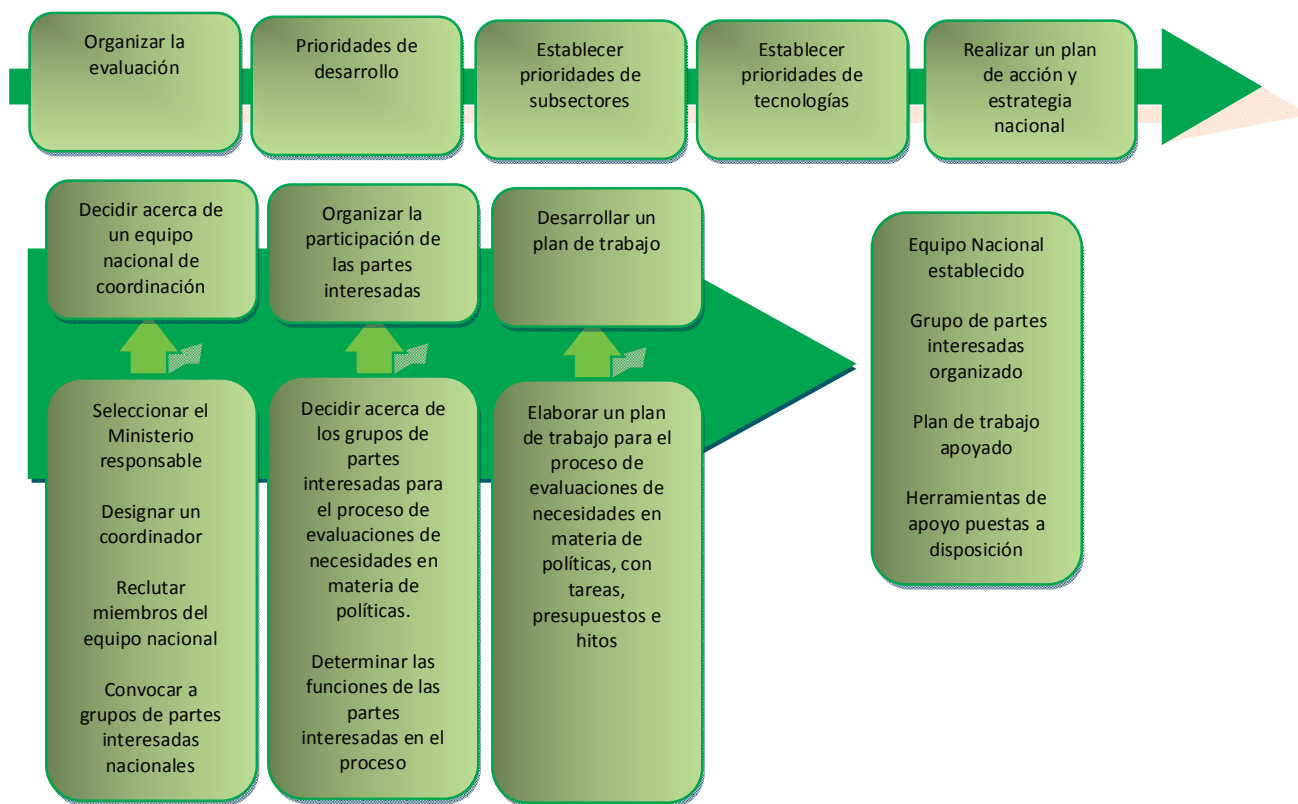 Organizar la
evaluación
Prioridades de
desarrollo
Establecer
prioridades de
subsectores
Establecer
prioridades de
tecnologías
Realizar un plan
de acción y
estrategia
nacional
Decidir acerca de
un equipo
nacional de
coordinación
Organizar la
participación de
las partes
interesadas
Desarrollar un
plan de trabajo
Seleccionar el
Ministerio
responsable
Designar un
coordinador
Reclutar
miembros del
equipo nacional
Convocar a
grupos de partes
interesadas
nacionales
Decidir acerca de
los grupos de
partes
interesadas para
el proceso de
evaluaciones de
necesidades en
materia de
políticas.
Determinar las
funciones de las
partes
interesadas en el
proceso
Elaborar un plan
de trabajo para el
proceso de
evaluaciones de
necesidades en
materia de
políticas, con
tareas,
presupuestos e
hitos
Equipo Nacional
establecido
Grupo de partes
interesadas
organizado
Plan de trabajo
apoyado
Herramientas de
apoyo puestas a
disposición